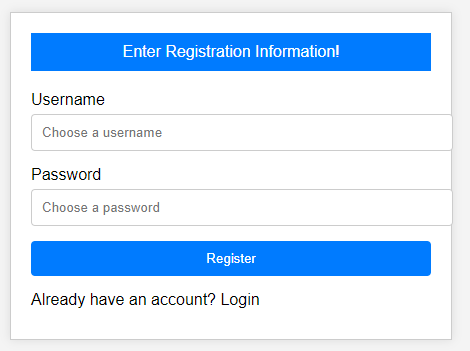 Enter Registration Information!
Username
Choose a username
Password
Choose a password
Register
Already have an account? Login